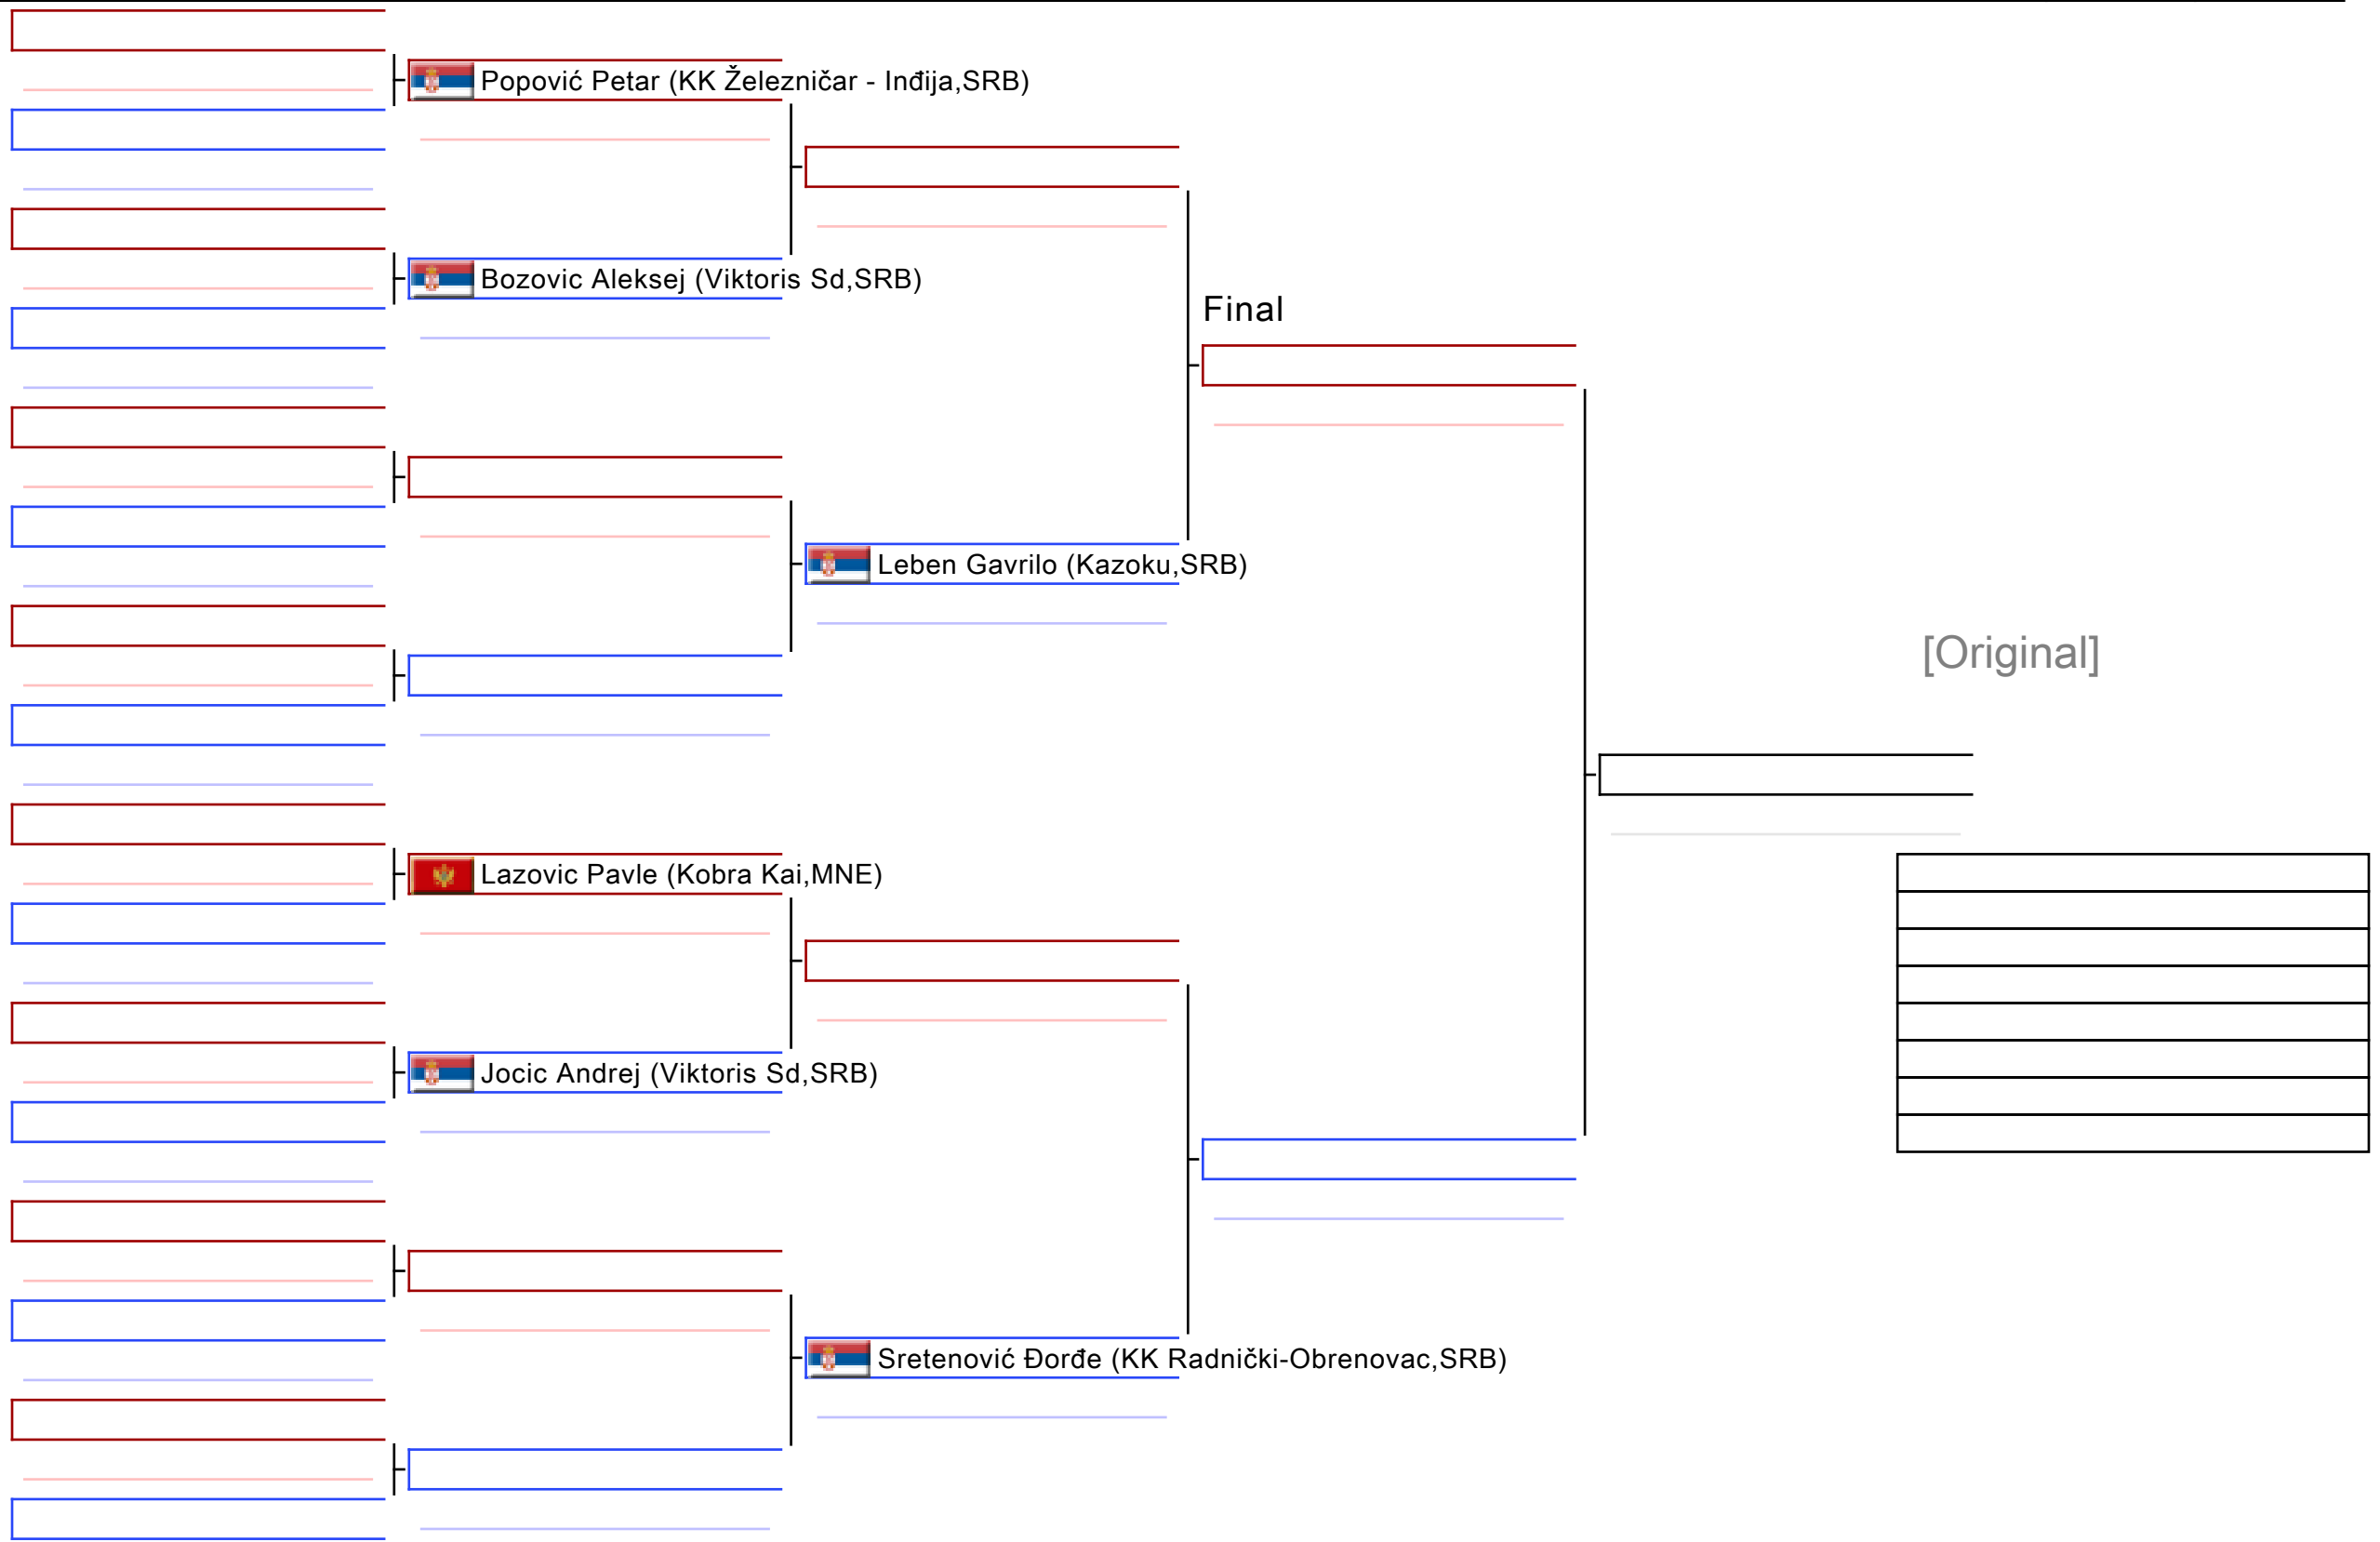 Popović Petar (KK Železničar - Inđija,SRB)
Bozovic Aleksej (Viktoris Sd,SRB)
Final
Leben Gavrilo (Kazoku,SRB)
[Original]
Lazovic Pavle (Kobra Kai,MNE)
Jocic Andrej (Viktoris Sd,SRB)
Sretenović Đorđe (KK Radnički-Obrenovac,SRB)